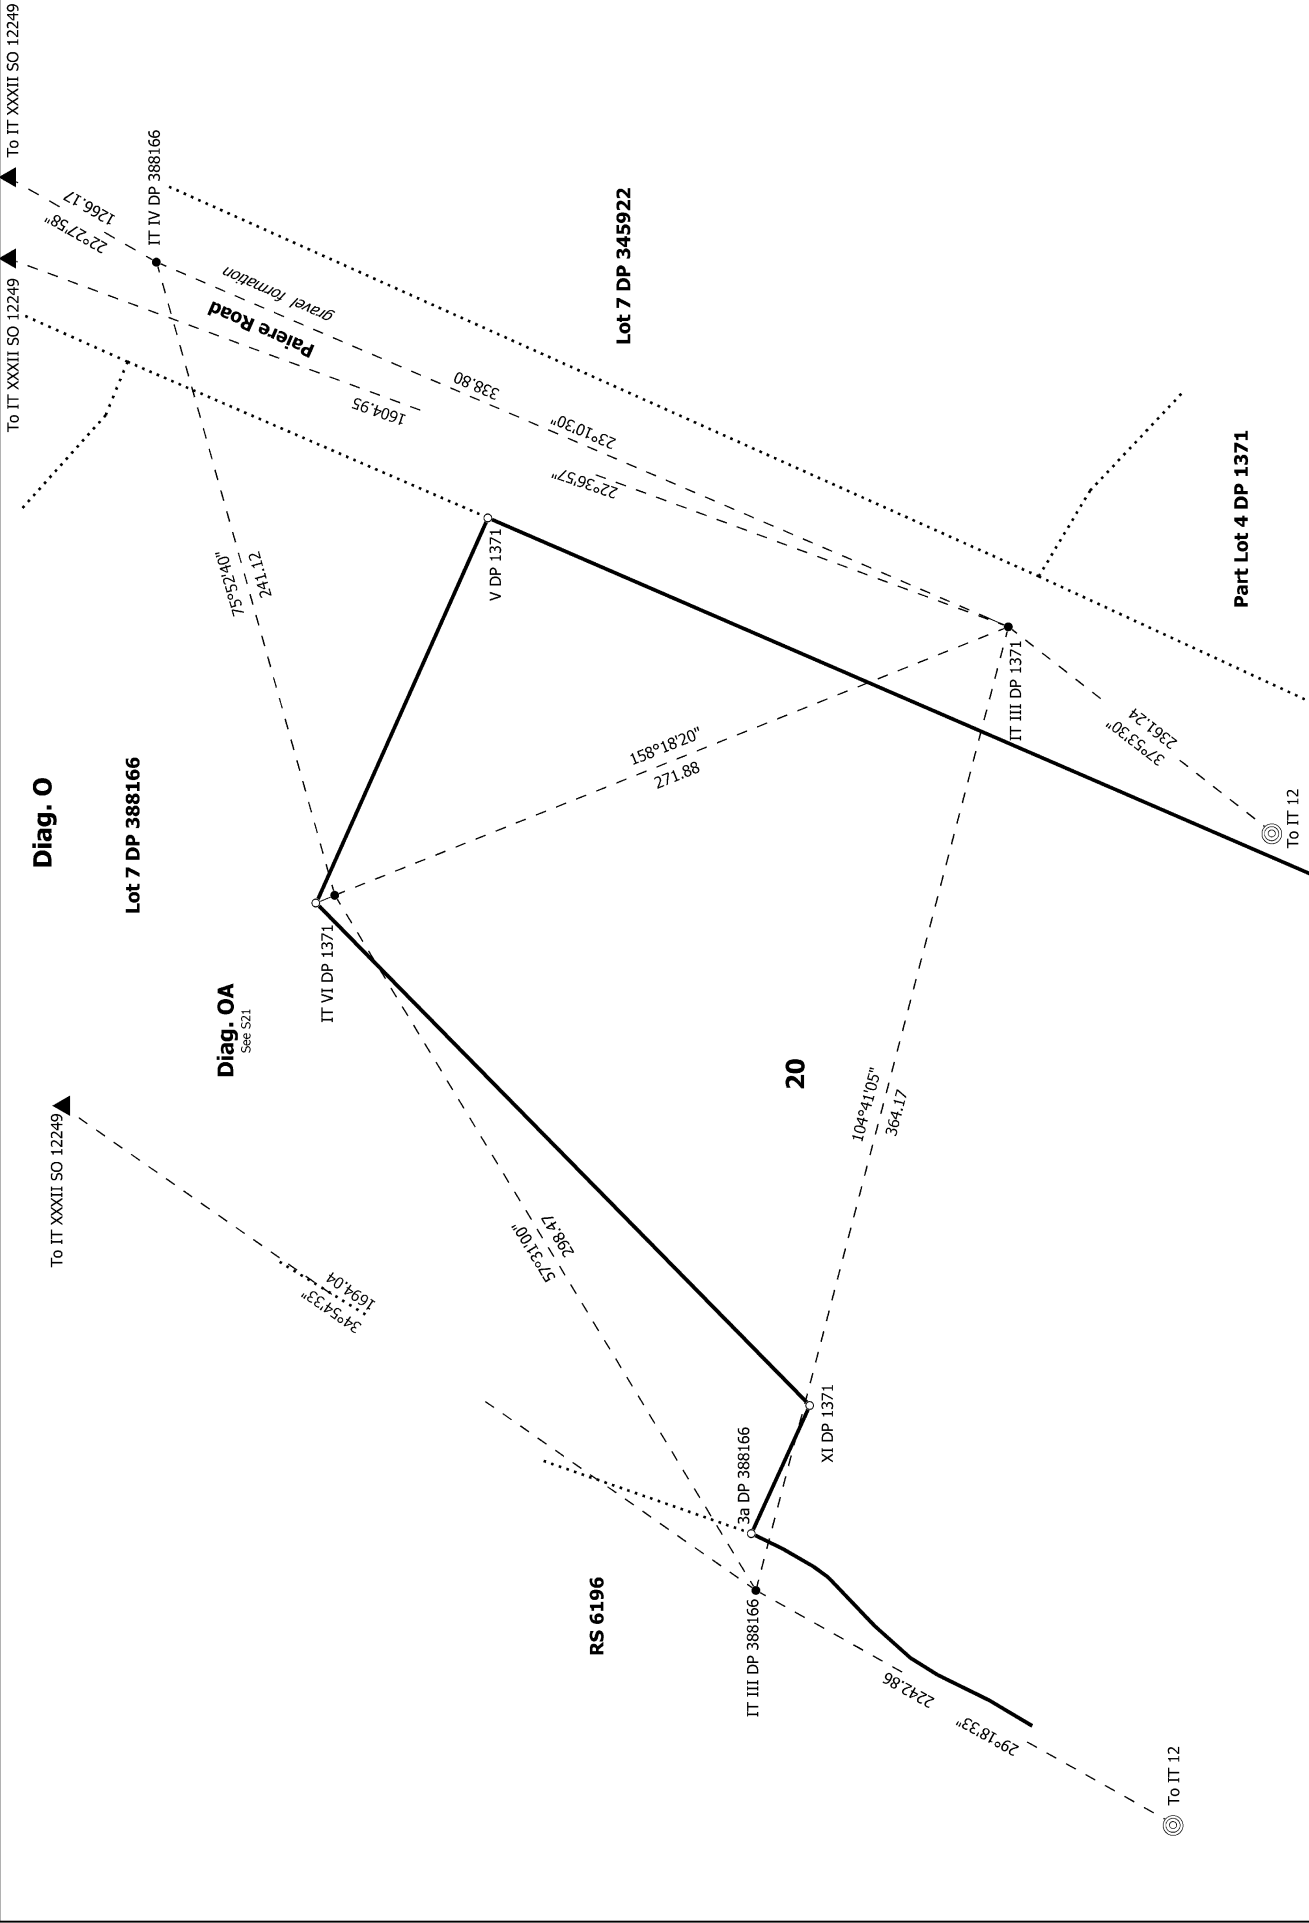 To IT XXXII SO 12249
To IT XXXII SO 12249
22°27'58"
1266.17
IT IV DP 388166
gravel formation
Paiere Road
1604.95
338.80
23°10'30"
22°36'57"
Lot 7 DP 345922
75°52'40"
241.12
V DP 1371
Part Lot 4 DP 1371
IT III DP 1371
37°53'30"
2361.24
To IT 12
Diag. O
Lot 7 DP 388166
158°18'20"
271.88
IT VI DP 1371
Diag. OA
See S21
To IT XXXII SO 12249
34°54'33"
1694.04
20
104°41'05"
364.17
57°31'00"
298.47
3a DP 388166
XI DP 1371
RS 6196
IT III DP 388166
2242.86
29°18'33"
To IT 12